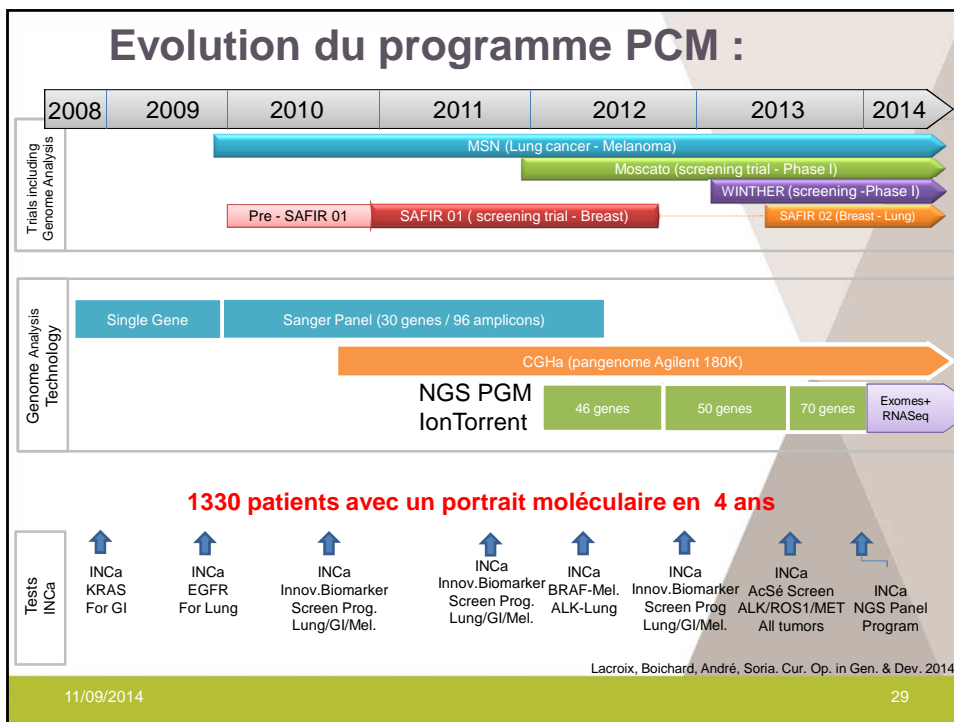 Evolution du programme PCM :
2008 2009 2010 2011 2012 2013 2014
Trials including
Genome Analysis
MSN (Lung cancer - Melanoma)
Moscato (screening trial - Phase I)
WINTHER (screening -Phase I)
Pre - SAFIR 01
SAFIR 01 ( screening trial - Breast)
SAFIR 02 (Breast - Lung)
Genome Analysis
Technology
Single Gene
Sanger Panel (30 genes / 96 amplicons)
CGHa (pangenome Agilent 180K)
NGS PGM
IonTorrent
46 genes
50 genes
70 genes
Exomes+
RNASeq
1330 patients avec un portrait moléculaire en 4 ans
Tests
INCa
INCa
KRAS
For GI
INCa
EGFR
For Lung
INCa
Innov.Biomarker
Screen Prog.
Lung/GI/Mel.
INCa
Innov.Biomarker
Screen Prog.
Lung/GI/Mel.
INCa
BRAF-Mel.
ALK-Lung
INCa
Innov.Biomarker
Screen Prog
Lung/GI/Mel.
INCa
AcSé Screen
ALK/ROS1/MET
All tumors
INCa
NGS Panel
Program
Lacroix, Boichard, André, Soria. Cur. Op. in Gen. & Dev. 2014
11/09/2014
29